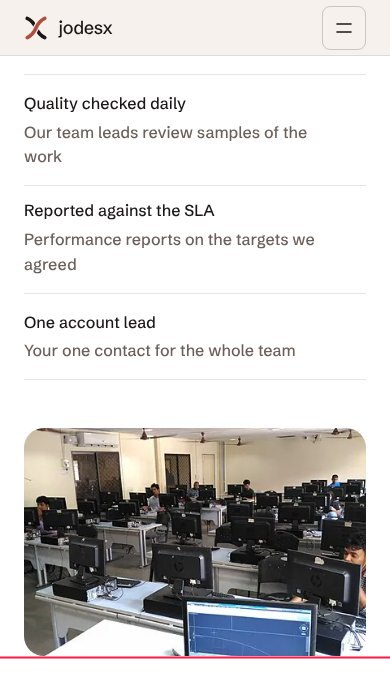 jodesx
Quality checked daily
Our team leads review samples of the
work
Reported against the SLA
Performance reports on the targets we
agreed
One account lead
Your one contact for the whole team